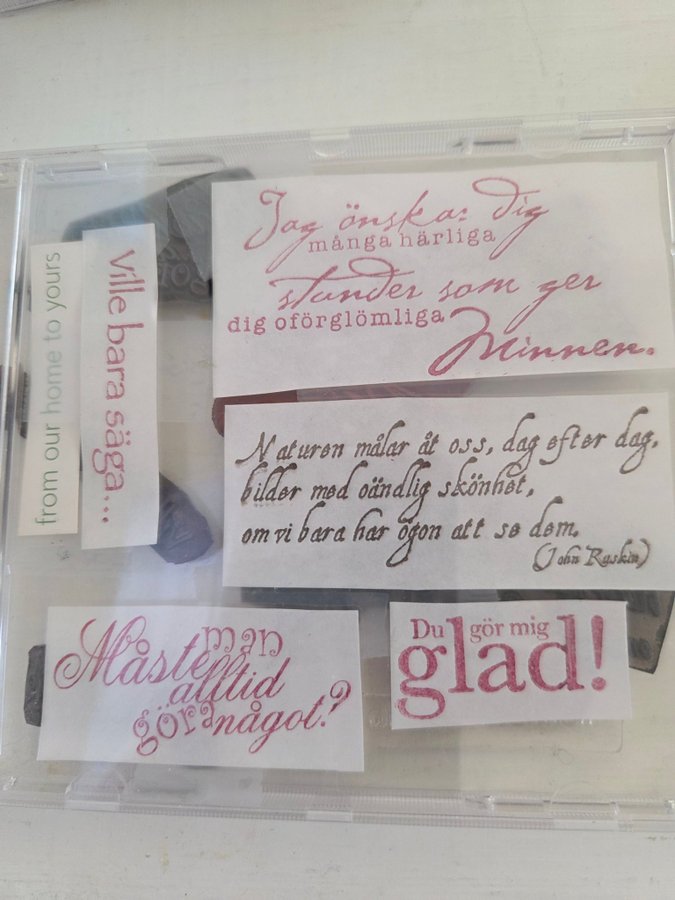 from our home to yours
Ville bara säga...
Jag önskar dig
många härliga
stunder som ger
dig oförglömliga
Minnen.
Naturen målar åt oss, dag efter dag,
bilder med oändlig skönhet,
om vi bara har ögon att se dem.
(John Ruskin)
Måste man
alltid
göra något?
Du gör mig
glad!